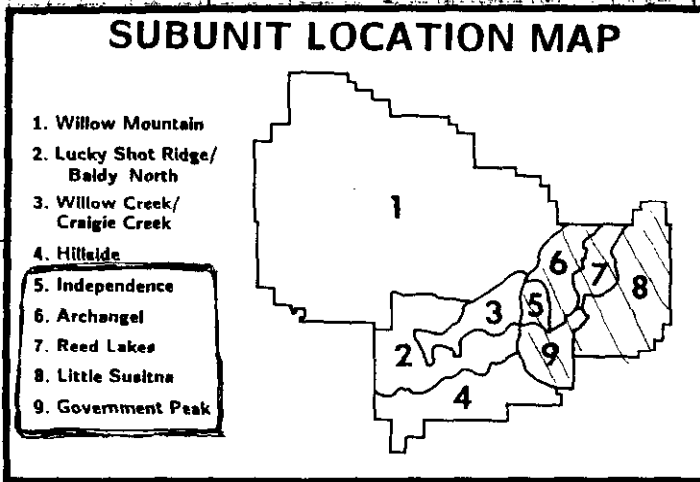 SUBUNIT LOCATION MAP
1. Willow Mountain
2. Lucky Shot Ridge/
Baldy North
3. Willow Creek/
Craigie Creek
4. Hillside
5. Independence
6. Archangel
7. Reed Lakes
8. Little Susitna
9. Government Peak
1
6
7
8
3
5
2
9
4